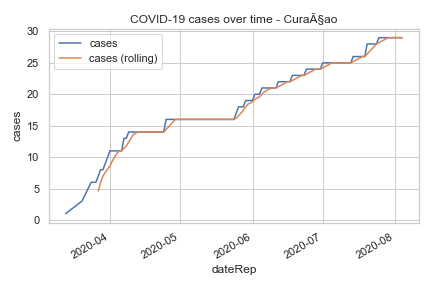 COVID-19 cases over time - CuraÃ§ao
30
25
20
15
10
5
0
cases
cases
cases (rolling)
2020-04
2020-05
2020-06
2020-07
2020-08
dateRep